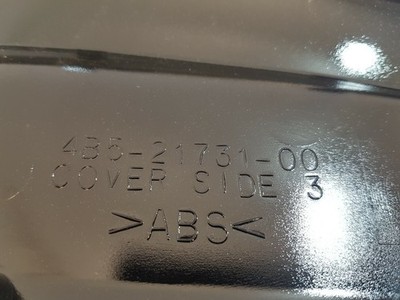 4B5-21731-00
COVER SIDE 3
>ABS<